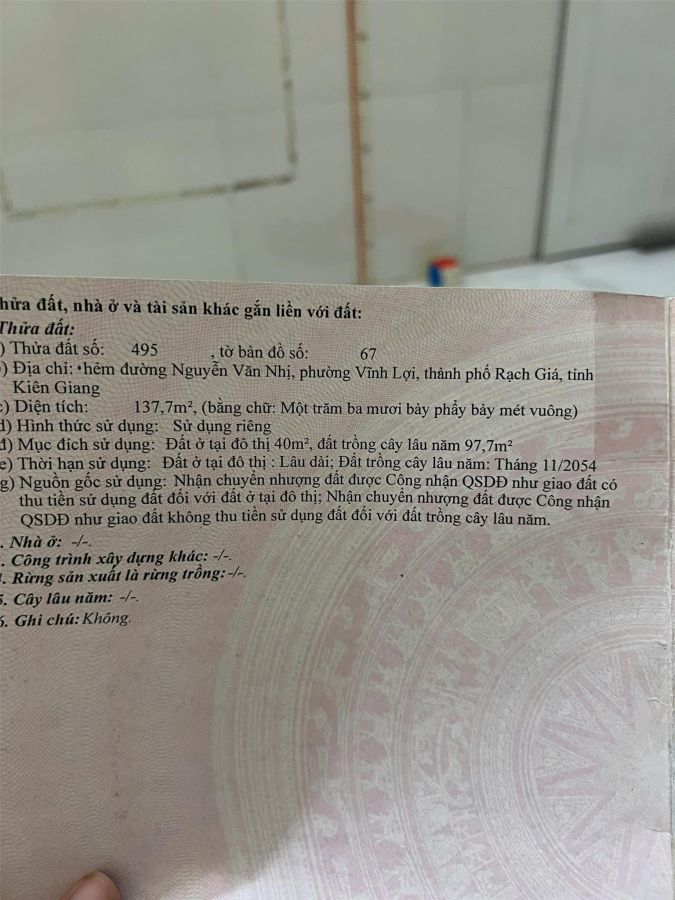 hửa đất, nhà ở và tài sản khác gắn liền với đất:
Thửa đất:
) Thửa đất số: 495 , tờ bản đồ số: 67
) Địa chỉ: hẻm đường Nguyễn Văn Nhị, phường Vĩnh Lợi, thành phố Rạch Giá, tỉnh
Kiên Giang
c) Diện tích: 137,7m², (bằng chữ: Một trăm ba mươi bảy phẩy bảy mét vuông)
d) Hình thức sử dụng: Sử dụng riêng
đ) Mục đích sử dụng: Đất ở tại đô thị 40m², đất trồng cây lâu năm 97,7m²
e) Thời hạn sử dụng: Đất ở tại đô thị : Lâu dài; Đất trồng cây lâu năm: Tháng 11/2054
g) Nguồn gốc sử dụng: Nhận chuyển nhượng đất được Công nhận QSDĐ như giao đất có
thu tiền sử dụng đất đối với đất ở tại đô thị; Nhận chuyển nhượng đất được Công nhận
QSDĐ như giao đất không thu tiền sử dụng đất đối với đất trồng cây lâu năm.
. Nhà ở: -/-.
. Công trình xây dựng khác: -/-.
. Rừng sản xuất là rừng trồng: -/-.
5. Cây lâu năm: -/-.
6. Ghi chú: Không.